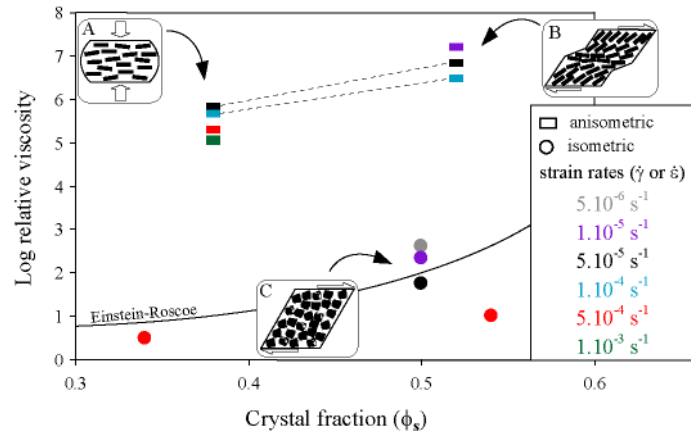 8
7
6
5
4
3
2
1
0
Log relative viscosity
A
B
C
Einstein-Roscoe
anisometric
isometric
strain rates (γ̇ or ε̇)
5.10⁻⁶ s⁻¹
1.10⁻⁵ s⁻¹
5.10⁻⁵ s⁻¹
1.10⁻⁴ s⁻¹
5.10⁻⁴ s⁻¹
1.10⁻³ s⁻¹
0.3
0.4
0.5
0.6
Crystal fraction (ϕₛ)